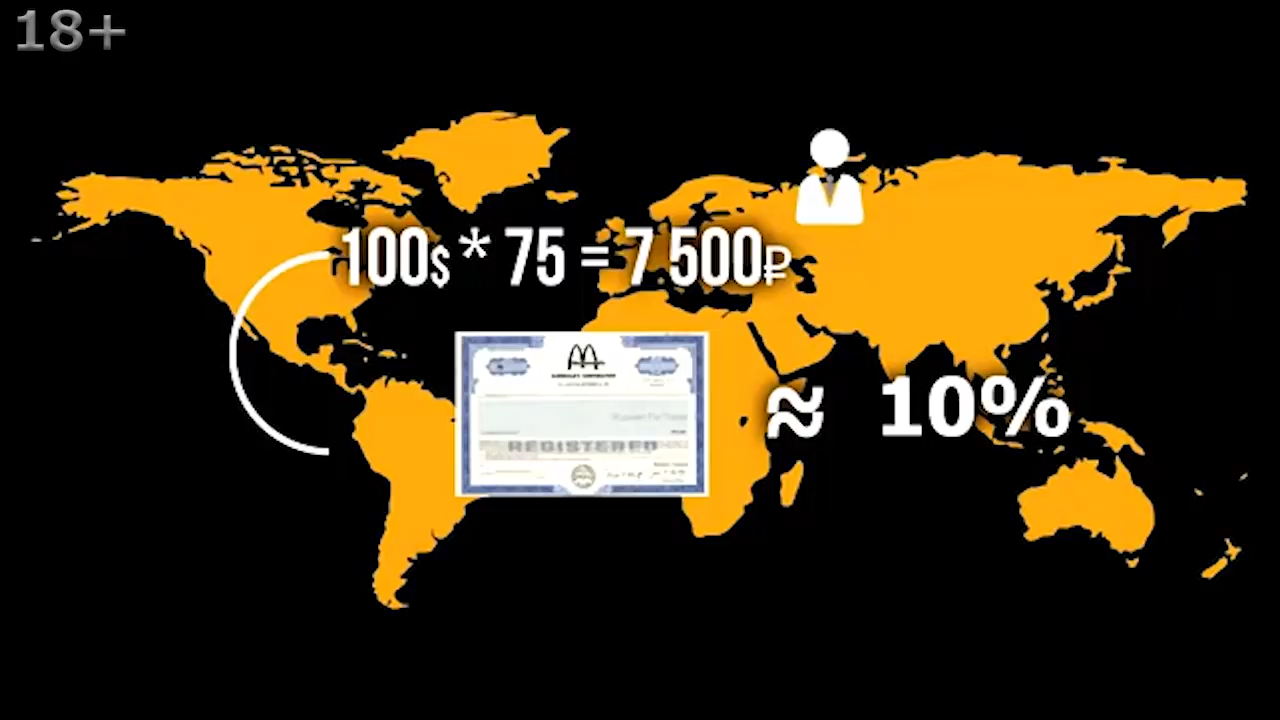 18+
100$ * 75 = 7 500₽
REGISTERED
≈ 10%